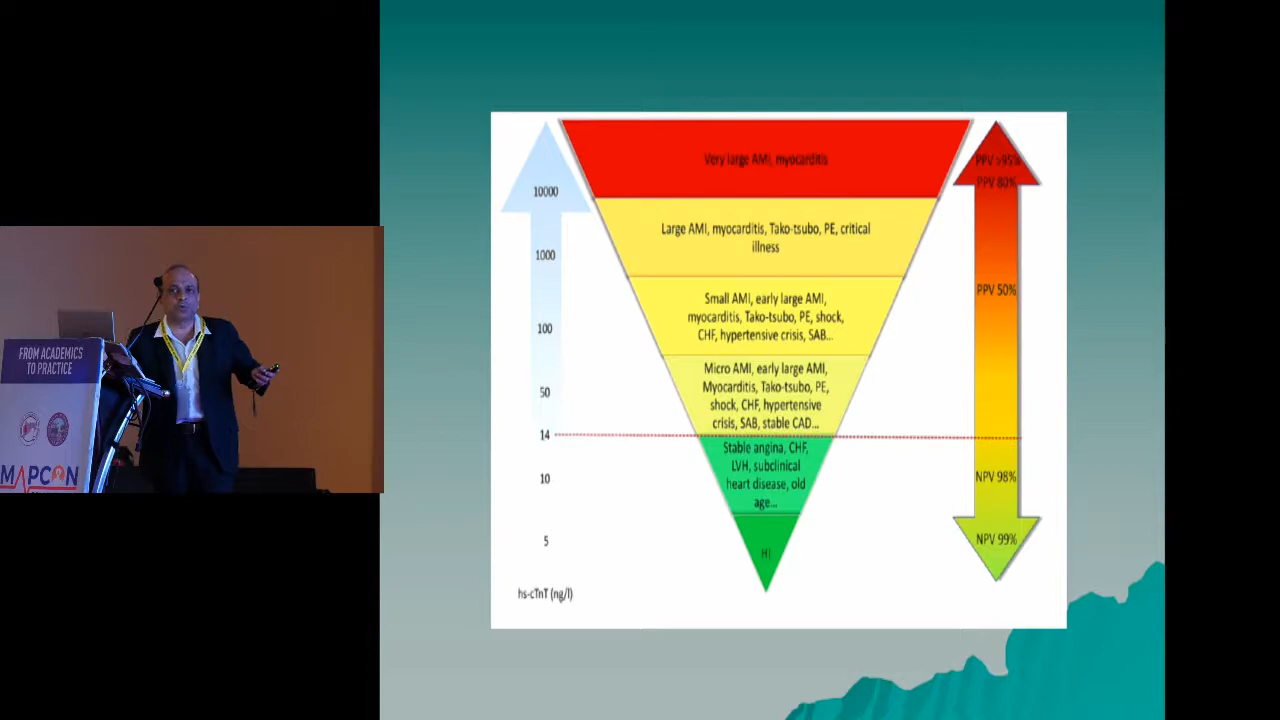 FROM ACADEMICS
TO PRACTICE
MAPCON
10000
1000
100
50
14
10
5
hs-cTnT (ng/l)
Very large AMI, myocarditis
Large AMI, myocarditis, Tako-tsubo, PE, critical
illness
Small AMI, early large AMI,
myocarditis, Tako-tsubo, PE, shock,
CHF, hypertensive crisis, SAB...
Micro AMI, early large AMI,
Myocarditis, Tako-tsubo, PE,
shock, CHF, hypertensive
crisis, SAB, stable CAD...
Stable angina, CHF,
LVH, subclinical
heart disease, old
age...
HI
PPV >95%
PPV 80%
PPV 50%
NPV 98%
NPV 99%